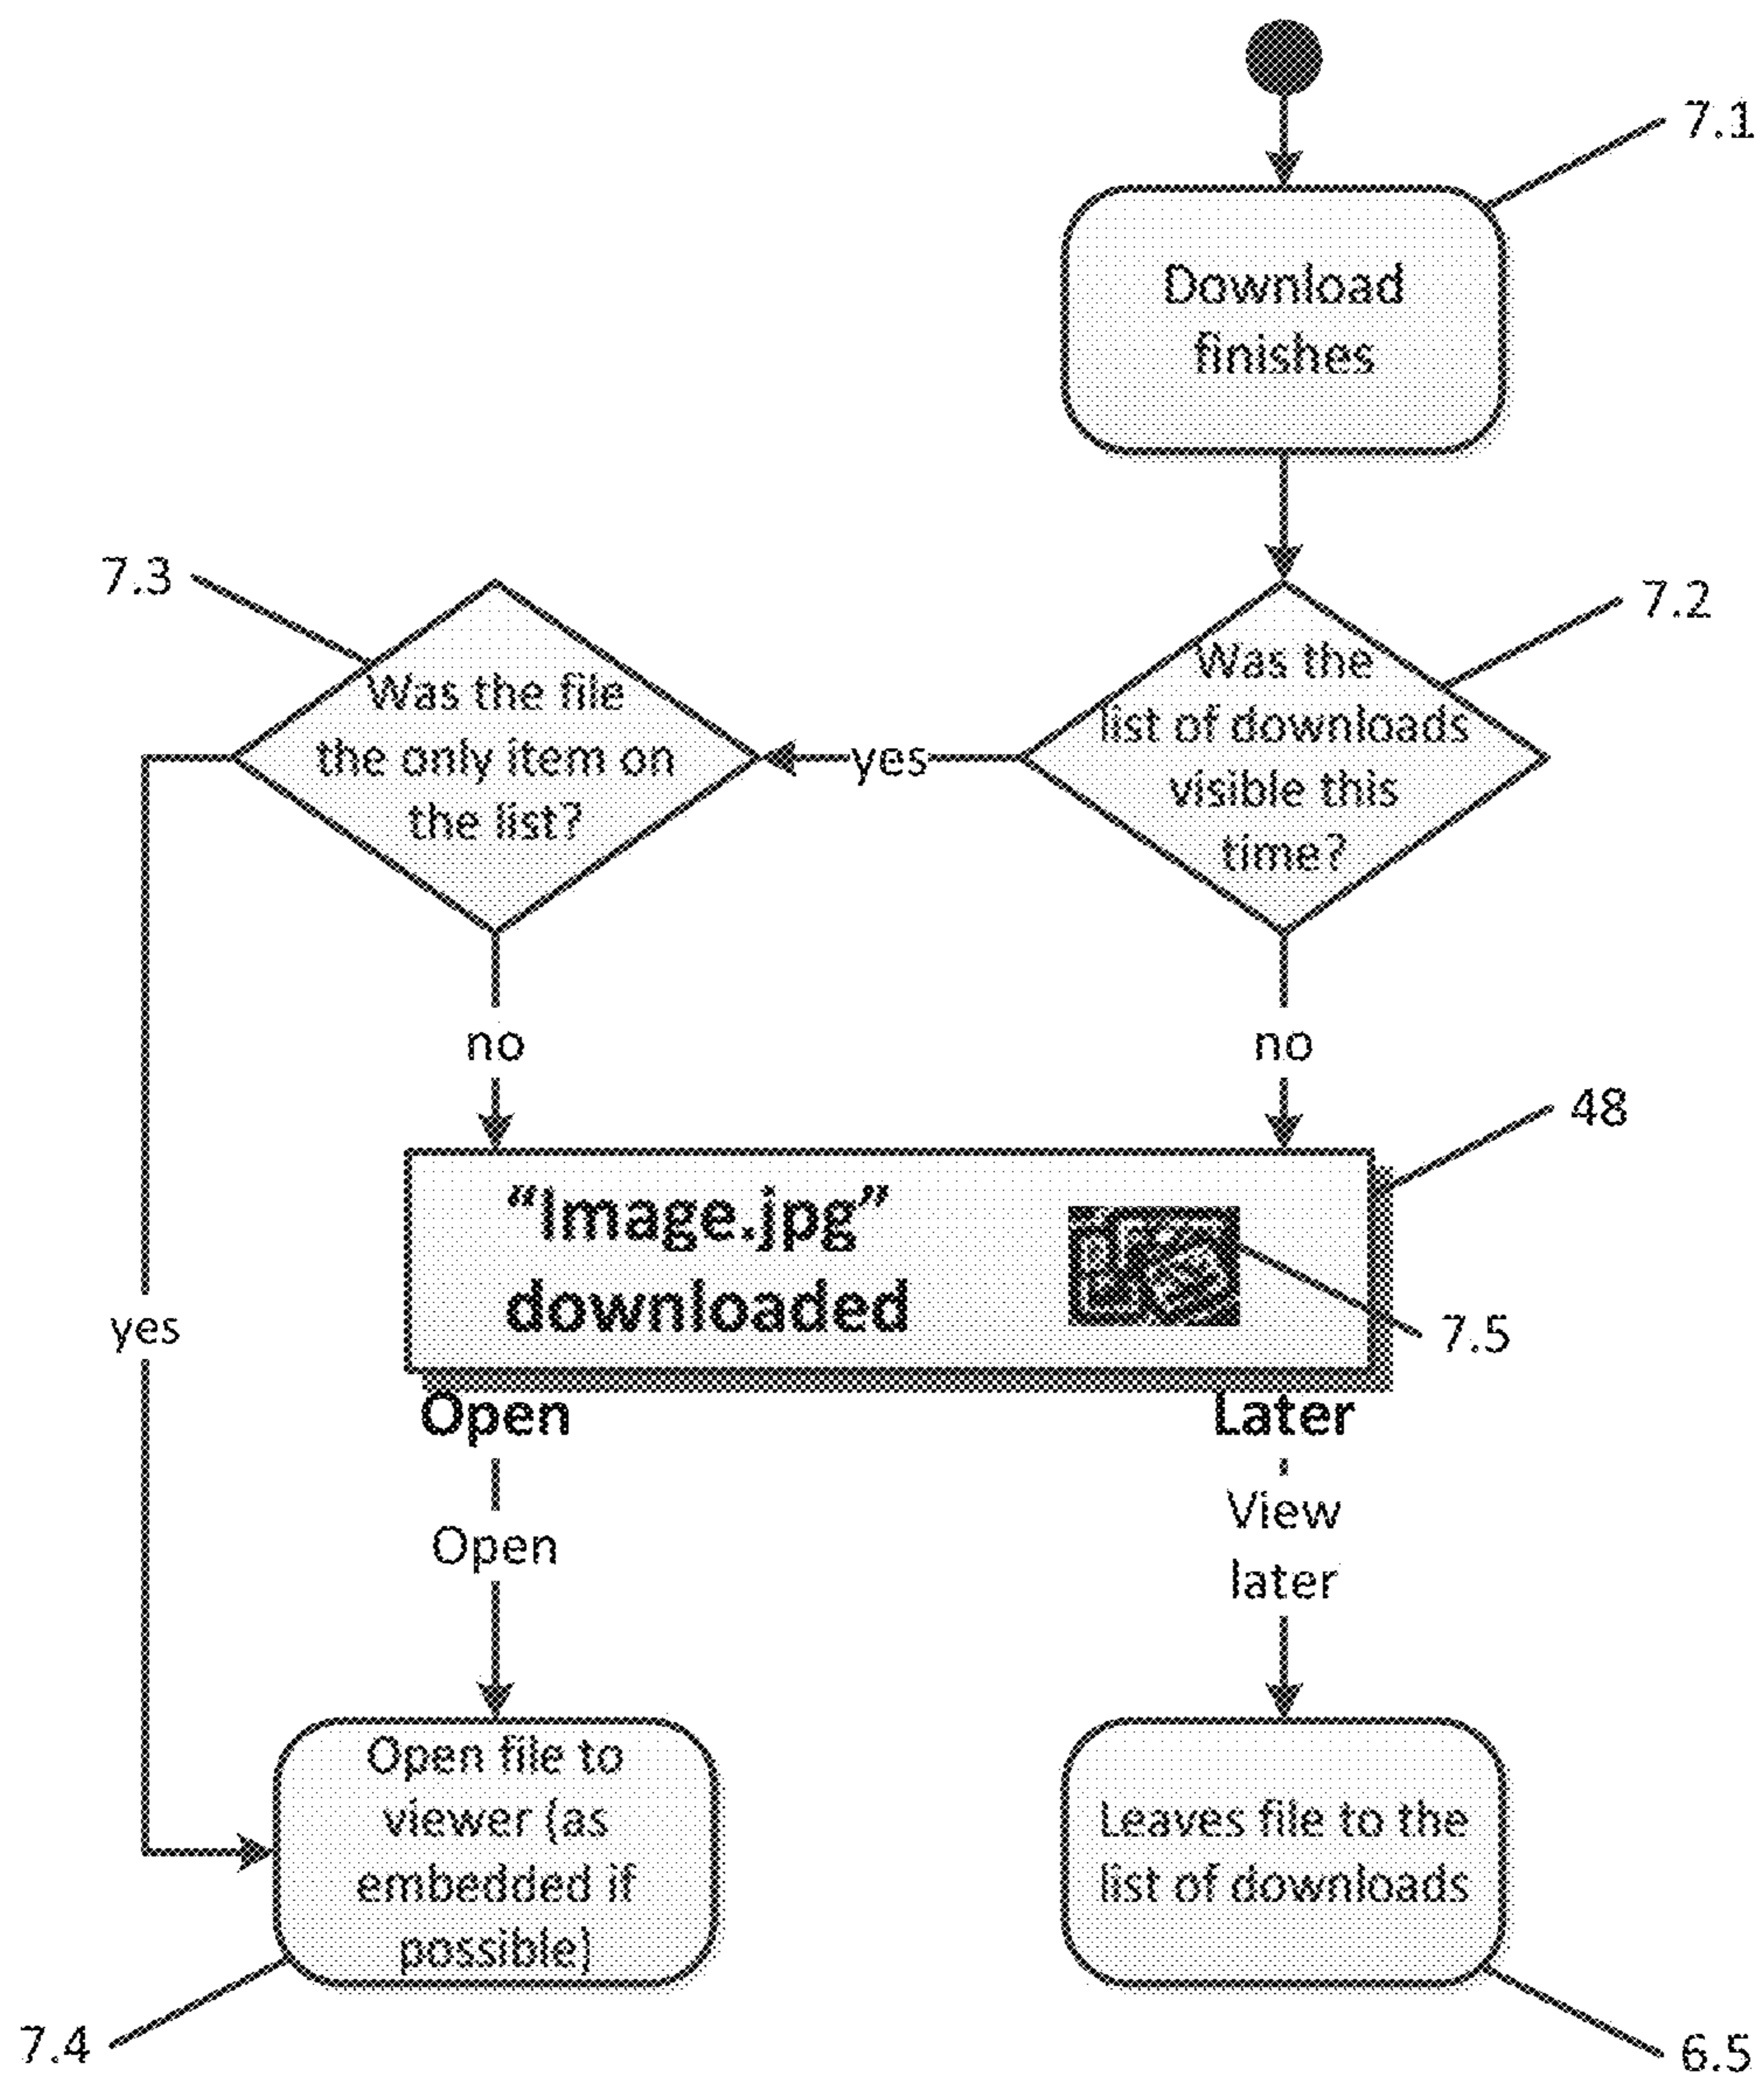 7.1
Download
finishes
7.3
7.2
Was the file
the only item on
the list?
yes
Was the
list of downloads
visible this
time?
no
no
48
“Image.jpg”
downloaded
7.5
yes
Open
Later
Open
View
later
Open file to
viewer (as
embedded if
possible)
Leaves file to the
list of downloads
7.4
6.5